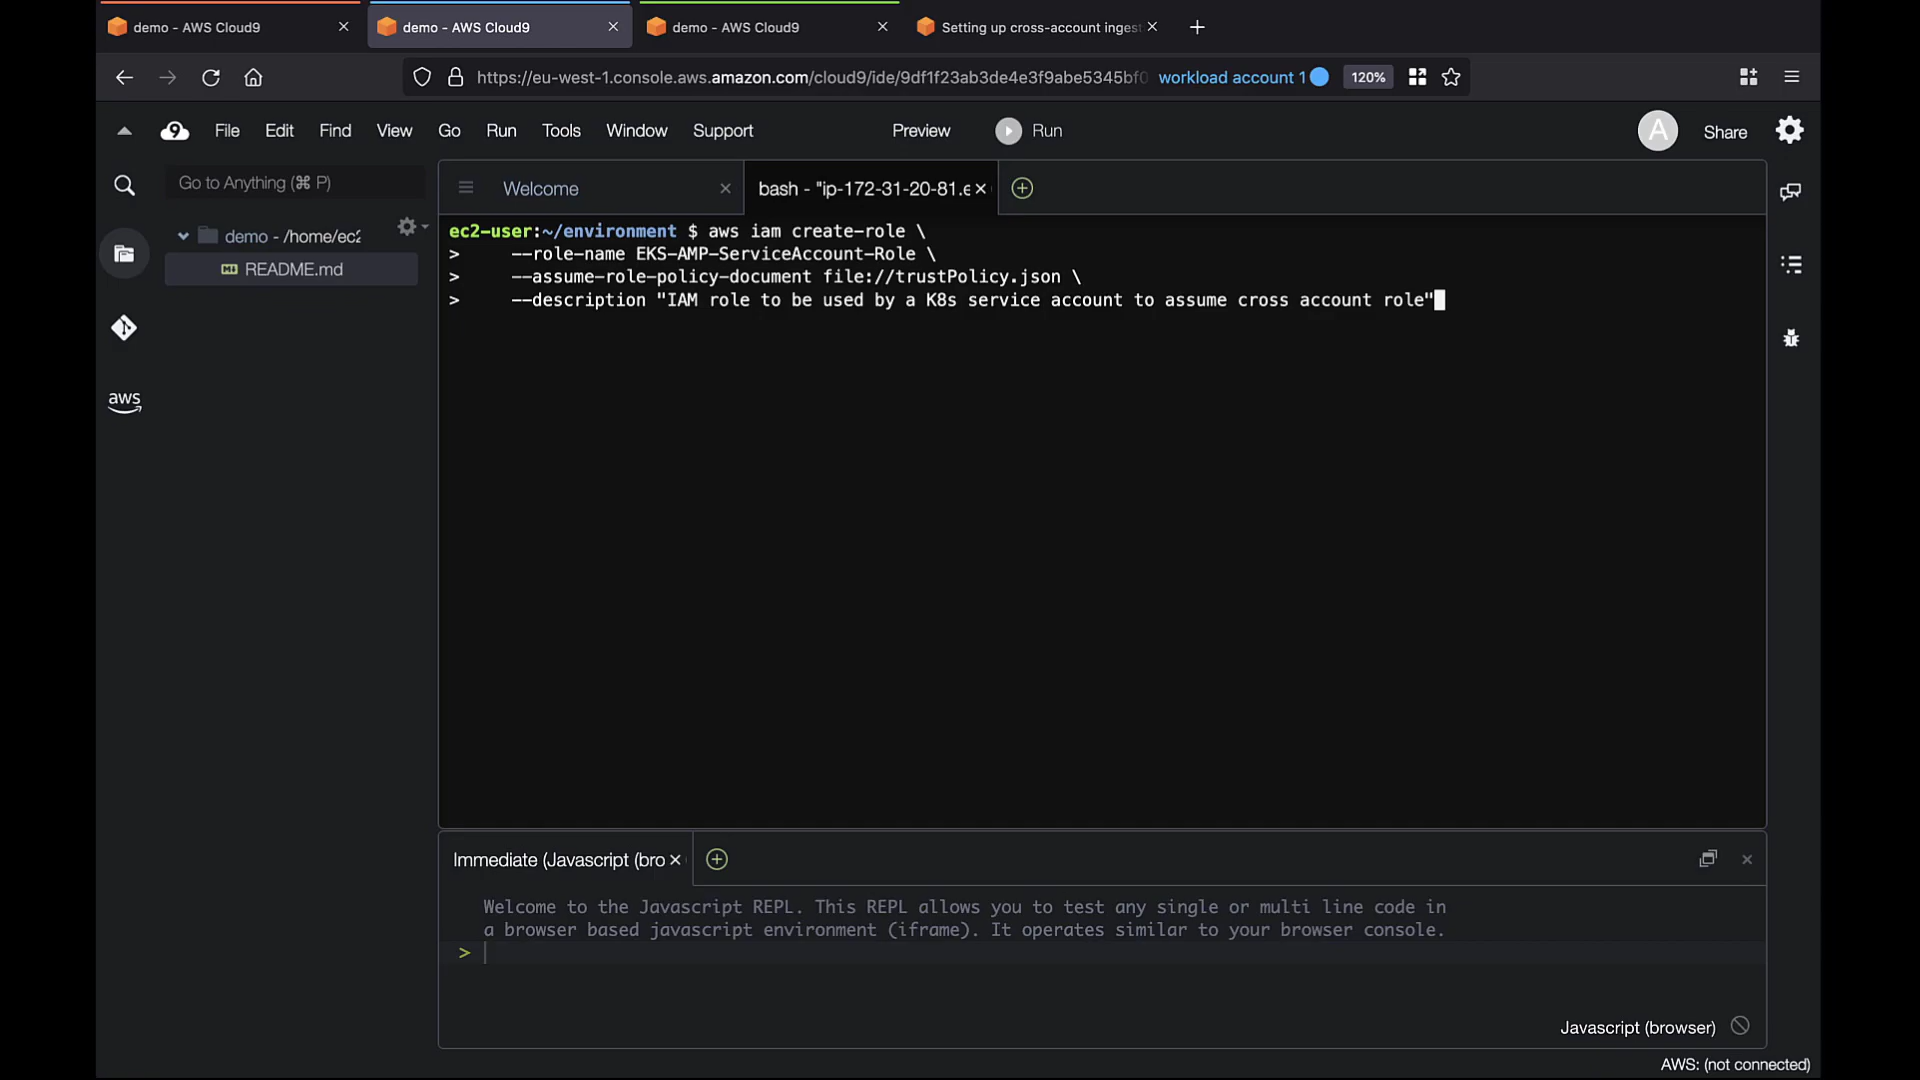 demo - AWS Cloud9
demo - AWS Cloud9
demo - AWS Cloud9
Setting up cross-account inges
https://eu-west-1.console.aws.amazon.com/cloud9/ide/9df1f23ab3de4e3f9abe5345bf0
workload account 1
120%
9 File Edit Find View Go Run Tools Window Support Preview Run A Share
Go to Anything (⌘ P)
demo - /home/ec2
README.md
aws
Welcome
bash - "ip-172-31-20-81.e
ec2-user:~/environment $ aws iam create-role \
> --role-name EKS-AMP-ServiceAccount-Role \
> --assume-role-policy-document file://trustPolicy.json \
> --description "IAM role to be used by a K8s service account to assume cross account role"
Immediate (Javascript (bro
Welcome to the Javascript REPL. This REPL allows you to test any single or multi line code in
a browser based javascript environment (iframe). It operates similar to your browser console.
>
Javascript (browser)
AWS: (not connected)